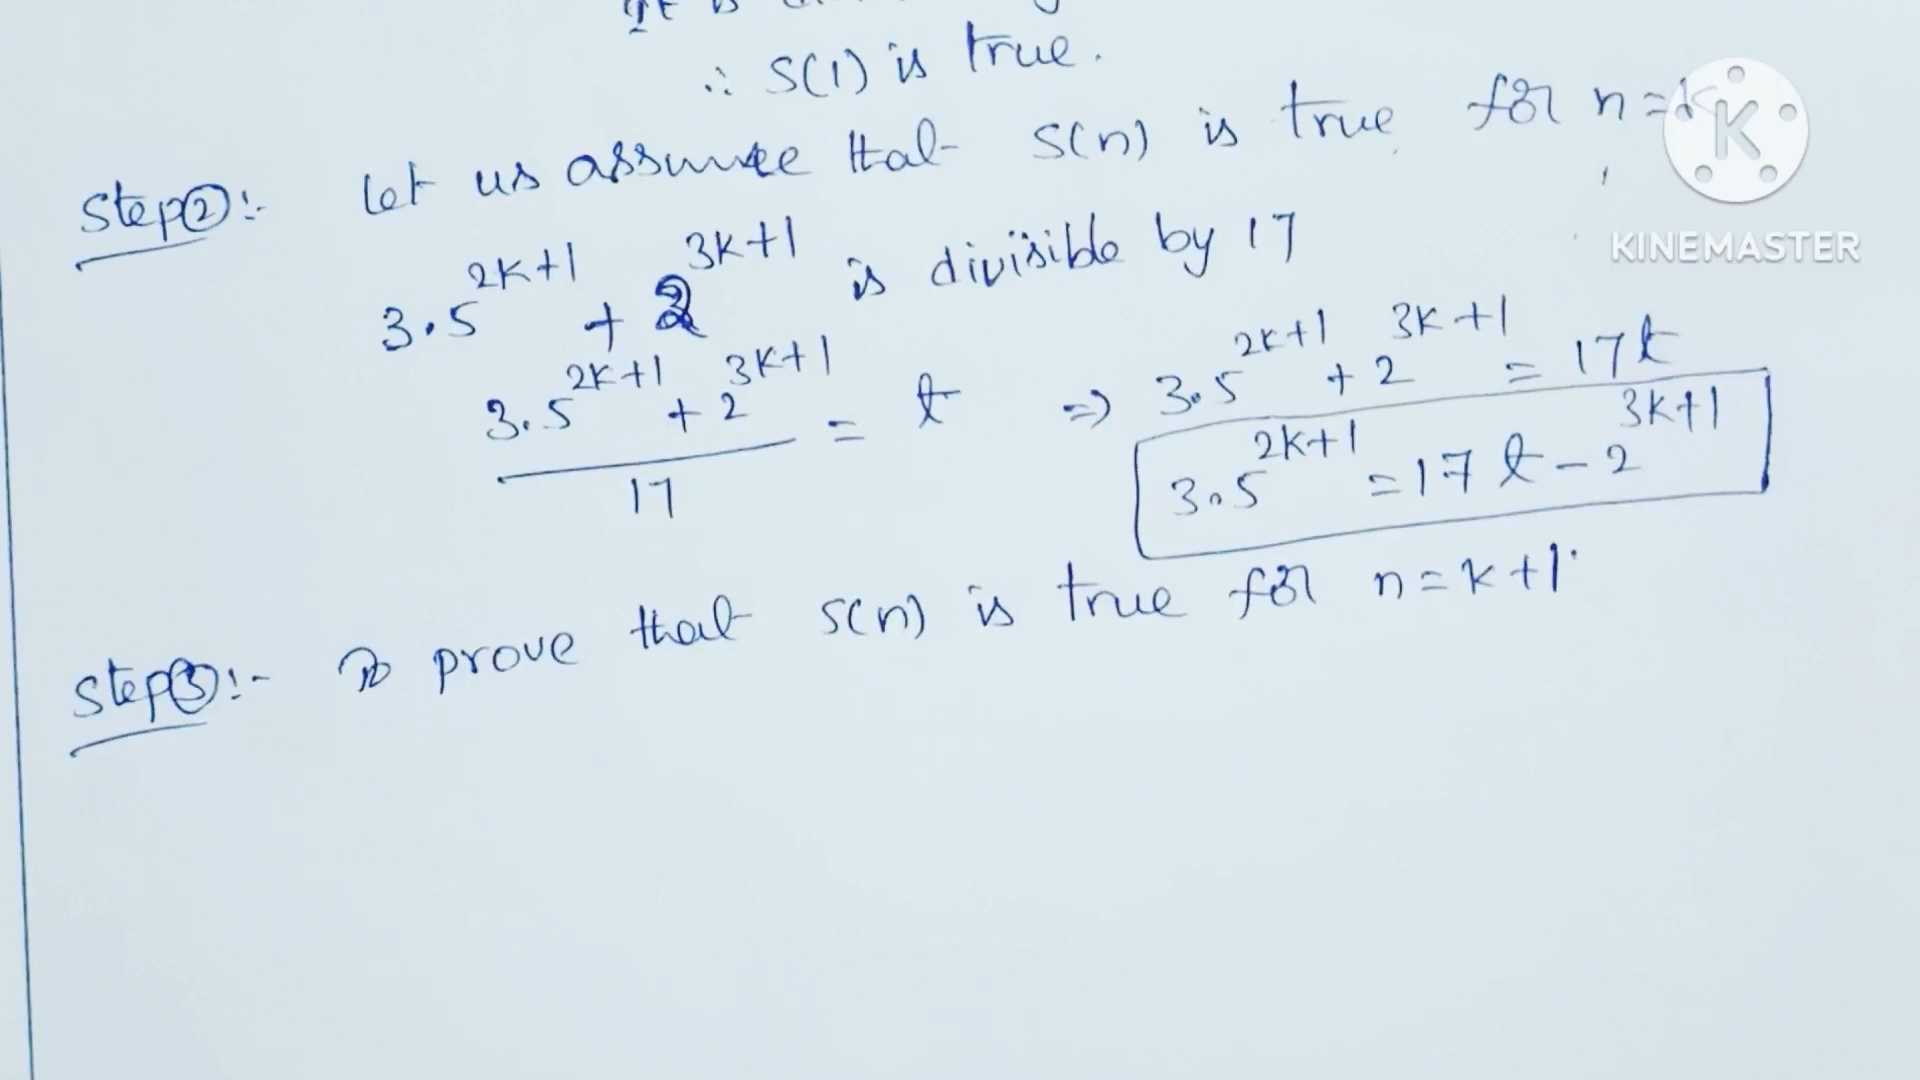 ∴ S(1) is true.
Step②:- Let us assume that S(n) is true for n=k
3.5^{2k+1} + 2^{3k+1} is divisible by 17
\frac{3.5^{2k+1} + 2^{3k+1}}{17} = t ⇒ 3.5^{2k+1} + 2^{3k+1} = 17t
3.5^{2k+1} = 17t - 2^{3k+1}
Step③:- To prove that S(n) is true for n=k+1.
K
KINEMASTER